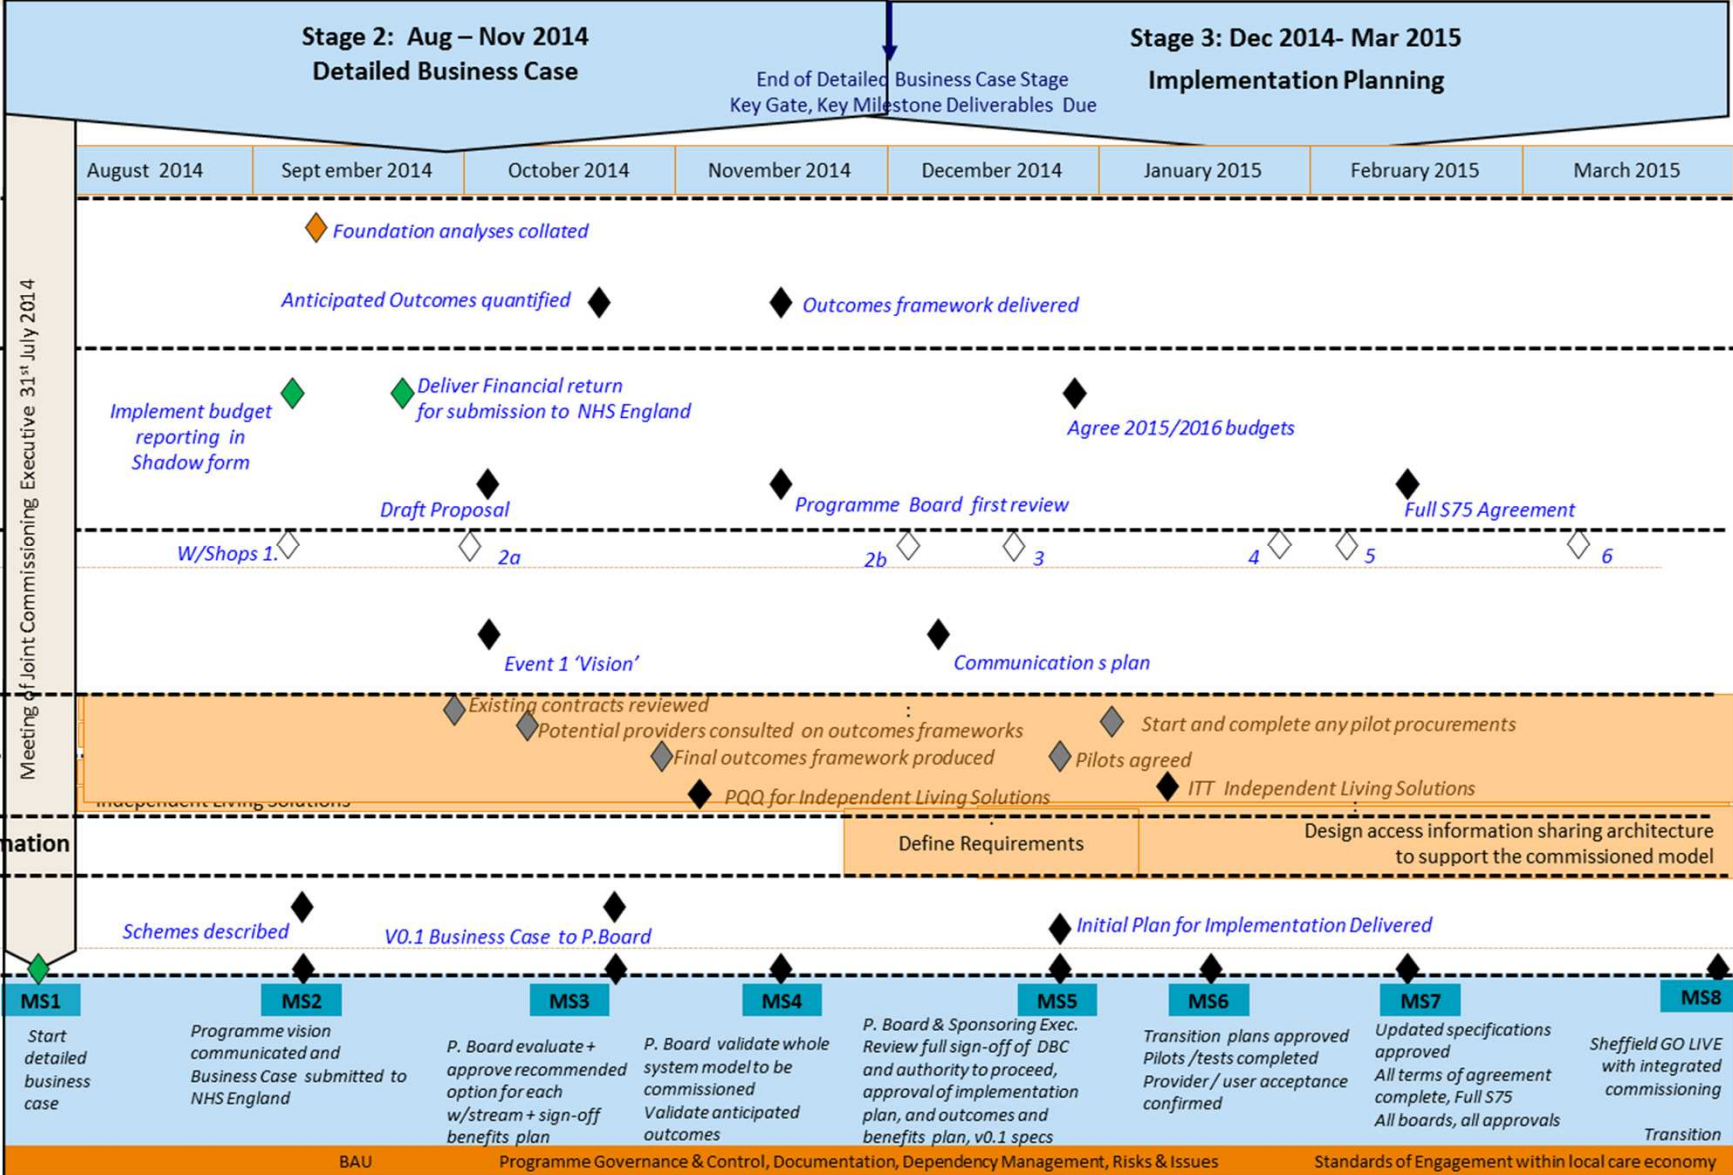 Stage 2:  Aug – Nov 2014
Detailed Business Case
Stage 3: Dec 2014- Mar 2015
Implementation Planning
End of Detailed Business Case Stage
Key Gate, Key Milestone Deliverables  Due
August  2014
Sept ember 2014
October 2014
November 2014
December 2014
January 2015
February 2015
March 2015
Meeting of Joint Commissioning Executive 31st July 2014
Foundation analyses collated
Anticipated Outcomes quantified
Outcomes framework delivered
Implement budget
reporting  in
Shadow form
Deliver Financial return
for submission to  NHS England
Agree 2015/2016 budgets
Draft Proposal
Programme  Board  first review
Full S75 Agreement
W/Shops 1.
2a
2b
3
4
5
6
Event 1 ‘Vision’
Communication s plan
Existing contracts reviewed
Potential providers consulted  on outcomes frameworks
Start and complete any pilot procurements
Final outcomes framework produced
Pilots agreed
PQQ for Independent Living Solutions
ITT  Independent Living Solutions
Independent Living Solutions
mation
Define Requirements
Design access information sharing architecture
to support the commissioned model
Schemes described
V0.1 Business Case  to P.Board
Initial Plan for Implementation Delivered
MS1
MS2
MS3
MS4
MS5
MS6
MS7
MS8
Start
detailed
business
case
Programme vision
communicated and
Business Case  submitted  to
NHS England
P. Board evaluate +
approve recommended
option for each
w/stream + sign-off
benefits  plan
P. Board  validate whole
system model to be
commissioned
Validate anticipated
outcomes
P. Board & Sponsoring Exec.
Review full sign-off of  DBC
and authority to proceed,
approval of implementation
plan, and outcomes and
benefits  plan, v0.1 specs
Transition  plans approved
Pilots /tests completed
Provider / user acceptance
confirmed
Updated specifications
approved
All terms of agreement
complete, Full S75
All boards, all approvals
Sheffield GO LIVE
with integrated
commissioning
Transition
BAU
Programme Governance & Control, Documentation, Dependency Management, Risks & Issues
Standards of Engagement within local care economy